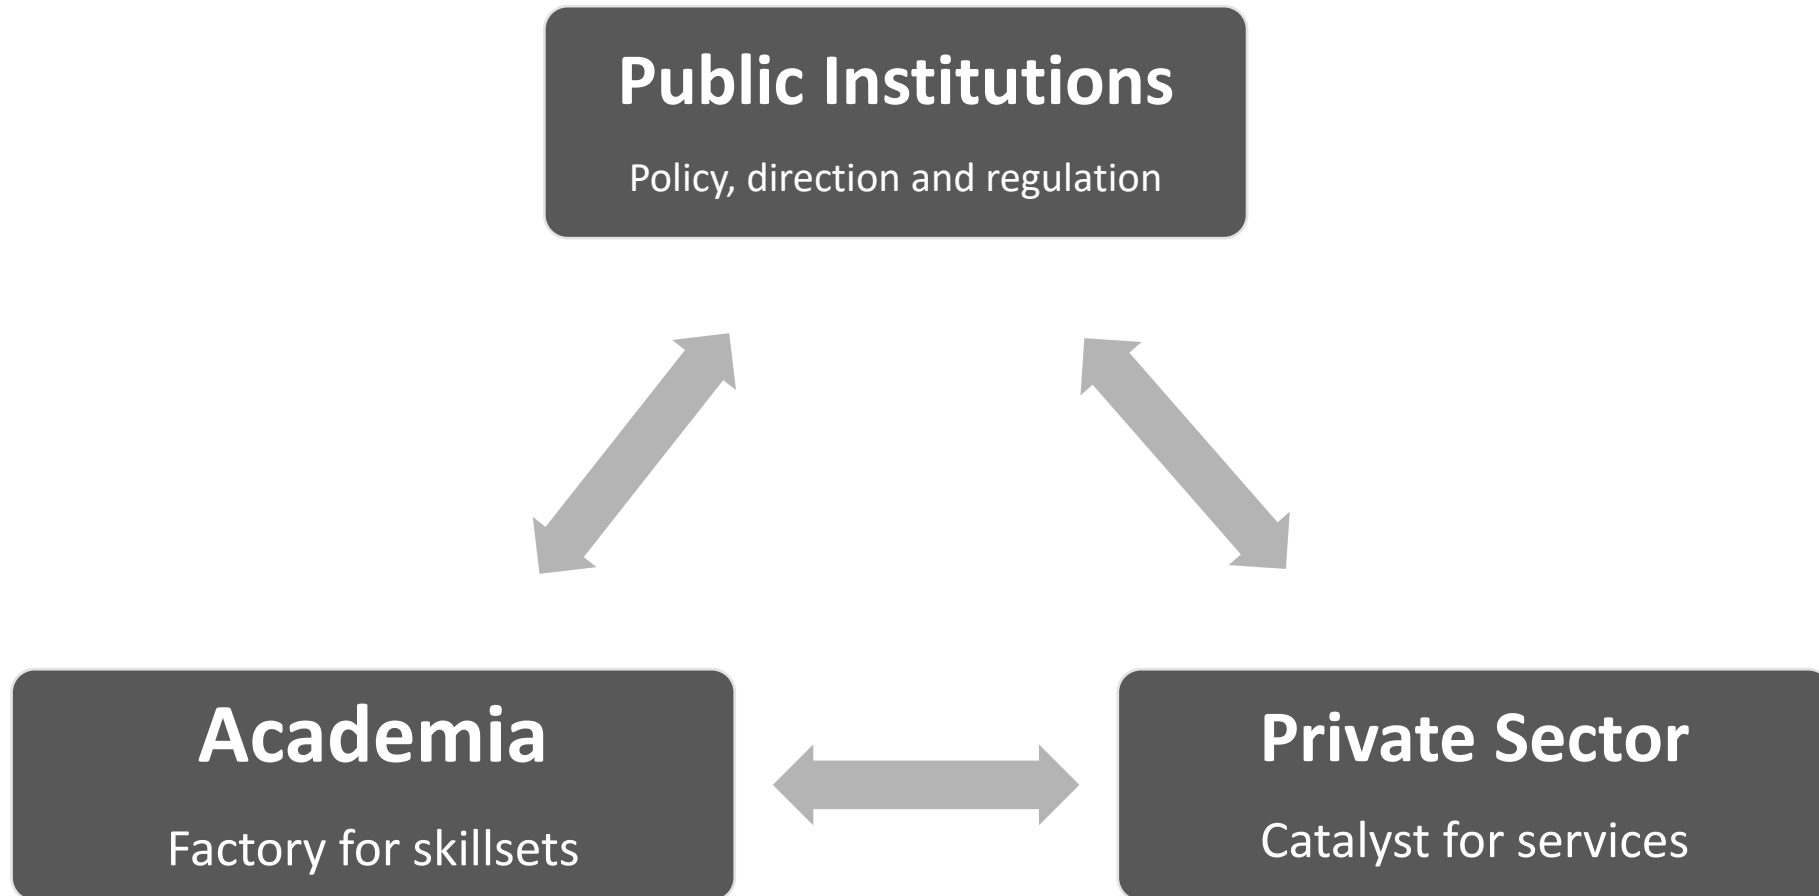 Public Institutions
Policy, direction and regulation
Academia
Factory for skillsets
Private Sector
Catalyst for services